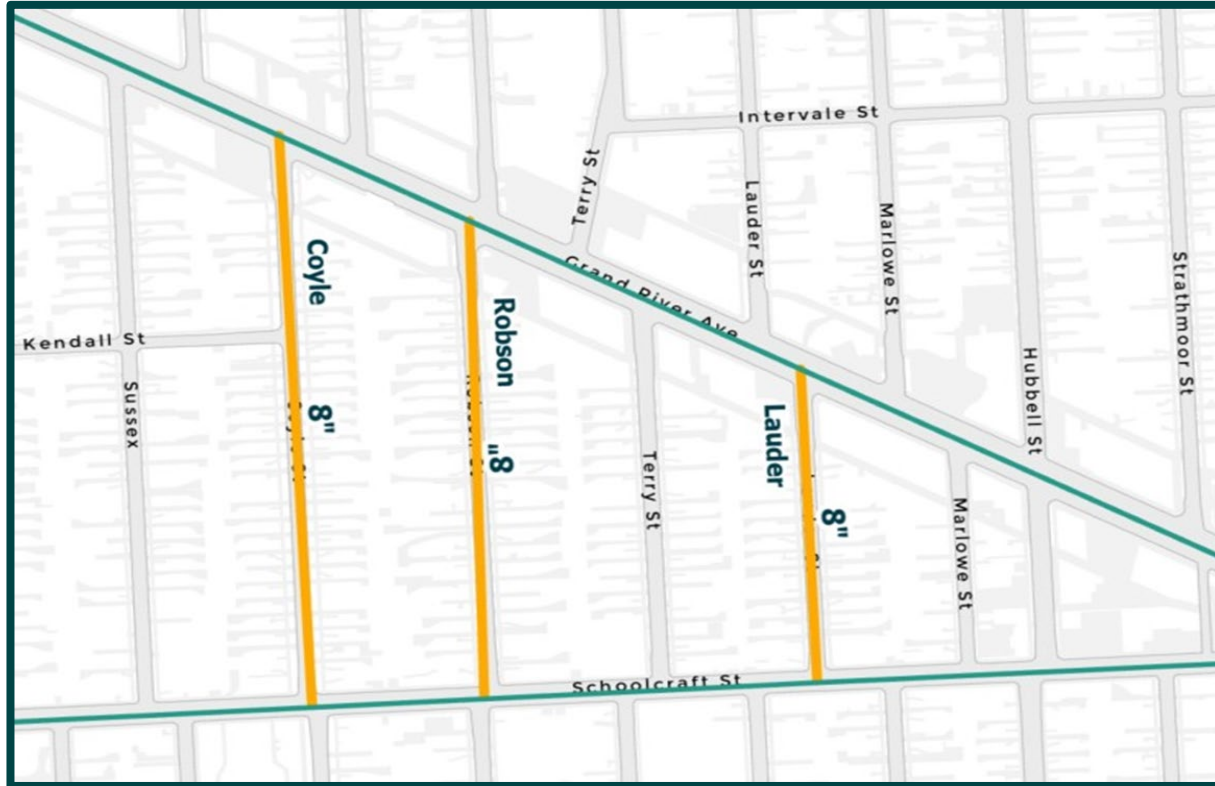 Intervale St
Terry St
Lauder St
Marlowe St
Coyle
Grand River Ave
Strathmoor St
Robson
Kendall St
Hubbell St
Sussex
8"
Lauder
8"
Terry St
8"
Marlowe St
Schoolcraft St